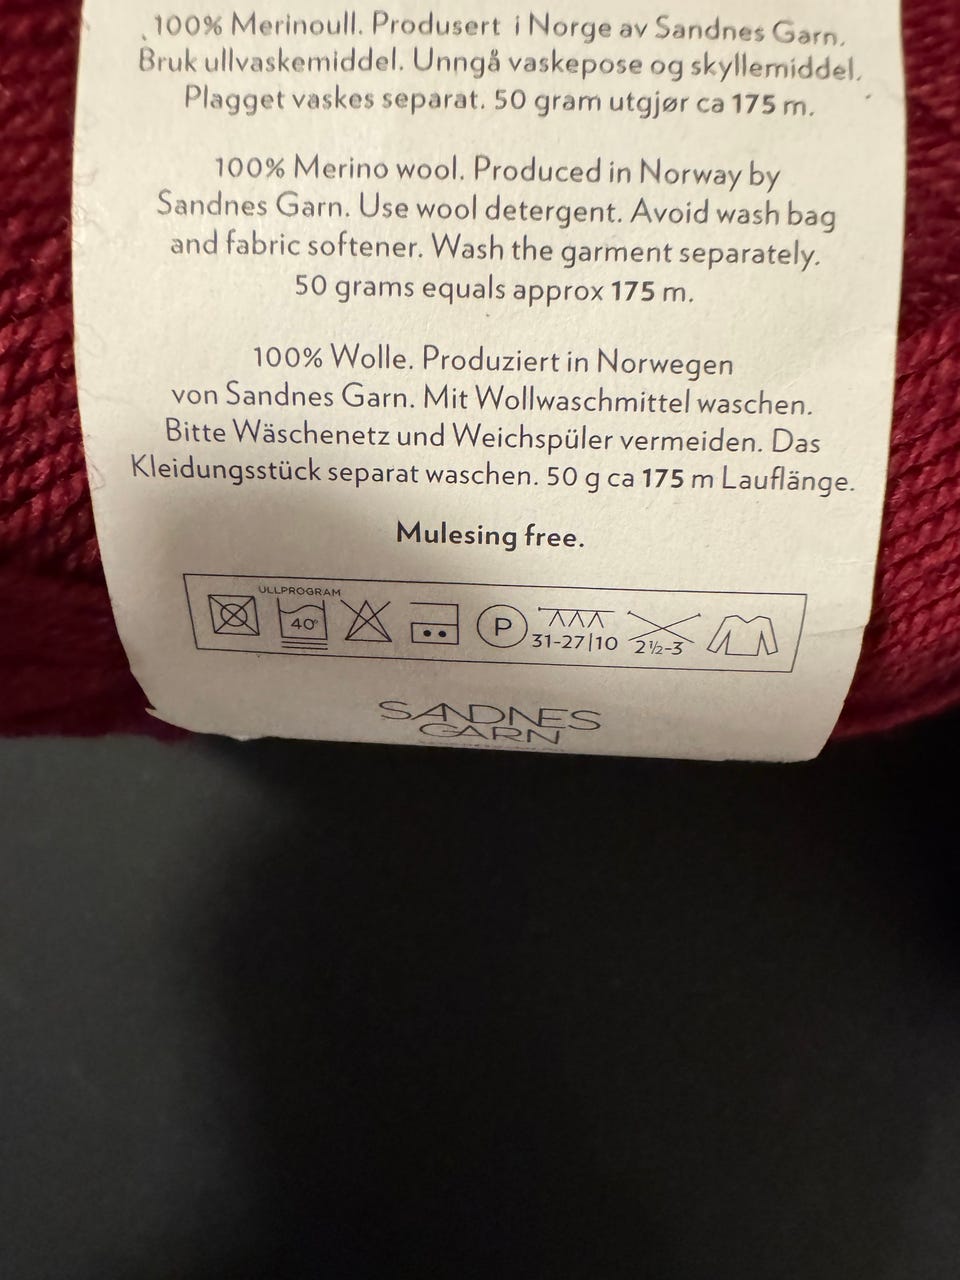 100% Merinoull. Produsert i Norge av Sandnes Garn.
Bruk ullvaskemiddel. Unngå vaskepose og skyllemiddel.
Plagget vaskes separat. 50 gram utgjør ca 175 m.
100% Merino wool. Produced in Norway by
Sandnes Garn. Use wool detergent. Avoid wash bag
and fabric softener. Wash the garment separately.
50 grams equals approx 175 m.
100% Wolle. Produziert in Norwegen
von Sandnes Garn. Mit Wollwaschmittel waschen.
Bitte Wäschenetz und Weichspüler vermeiden. Das
Kleidungsstück separat waschen. 50 g ca 175 m Lauflänge.
Mulesing free.
ULLPROGRAM
40° P 31-27|10 2½-3
SANDNES
GARN